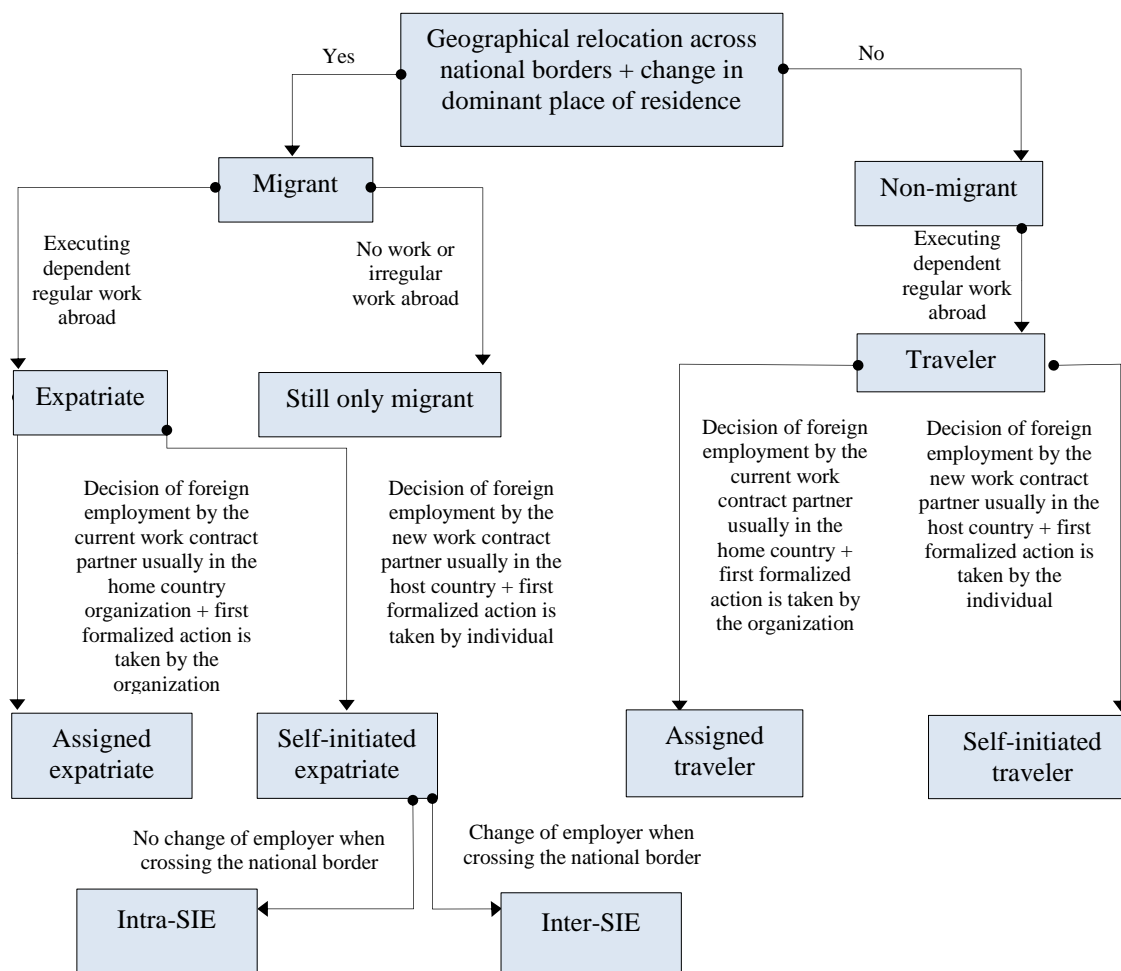 Geographical relocation across
national borders + change in
dominant place of residence
Yes
No
Migrant
Non-migrant
Executing
dependent
regular work
abroad
No work or
irregular
work abroad
Executing
dependent
regular work
abroad
Traveler
Expatriate
Still only migrant
Decision of foreign
employment by the
current work contract
partner usually in the
home country
organization + first
formalized action is
taken by the
organization
Decision of foreign
employment by the
new work contract
partner usually in the
host country + first
formalized action is
taken by individual
Decision of foreign
employment by the
current work
contract partner
usually in the
home country +
first formalized
action is taken by
the organization
Decision of foreign
employment by the
new work contract
partner usually in the
host country + first
formalized action is
taken by the
individual
Assigned
expatriate
Self-initiated
expatriate
Assigned
traveler
Self-initiated
traveler
No change of employer when
crossing the national border
Change of employer when
crossing the national border
Intra-SIE
Inter-SIE